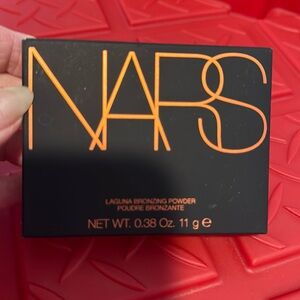 NARS
LAGUNA BRONZING POWDER
POUDRE BRONZANTE
NET WT. 0.38 Oz. 11 g e